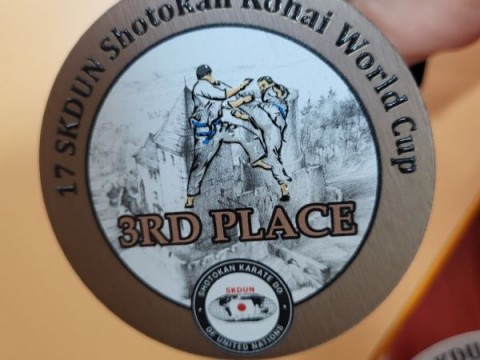 17 SKDUN Shotokan Kohai World Cup
3RD PLACE
SHOTOKAN KARATE DO
SKDUN
OF UNITED NATIONS